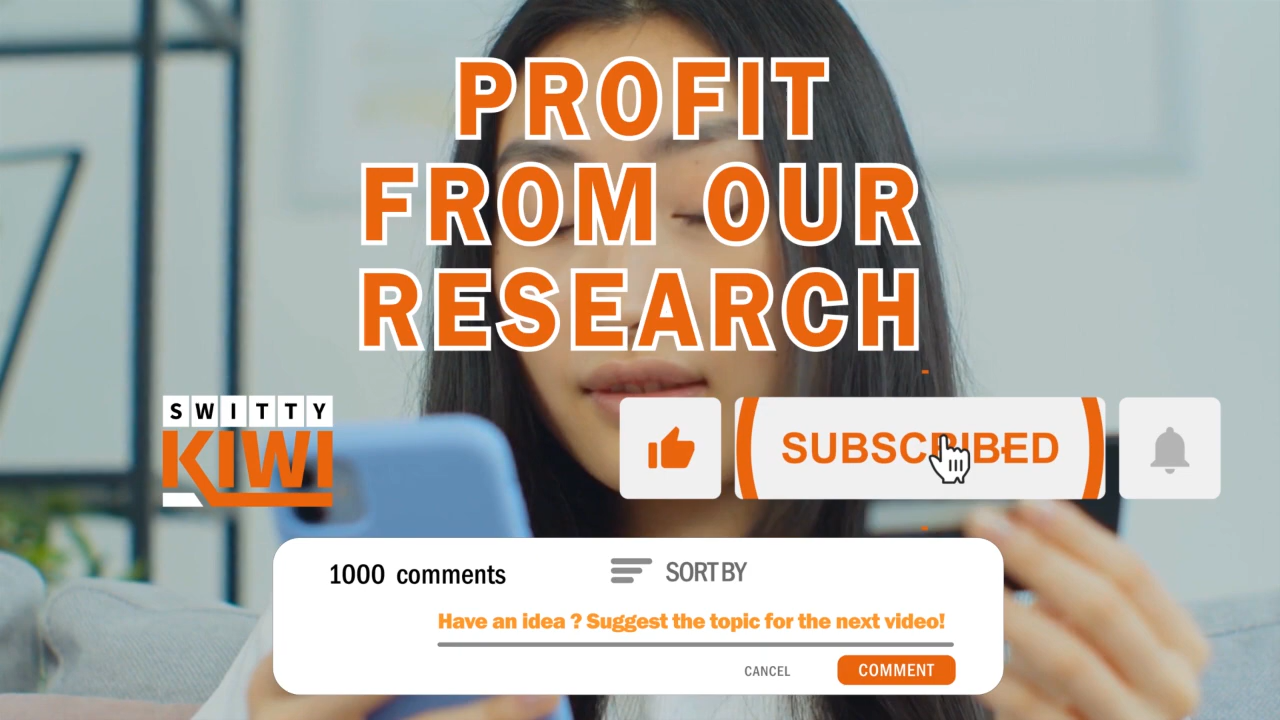 PROFIT
FROM OUR
RESEARCH
SWITTY
KIWI
SUBSCRIBED
1000 comments
SORT BY
Have an idea ? Suggest the topic for the next video!
CANCEL
COMMENT